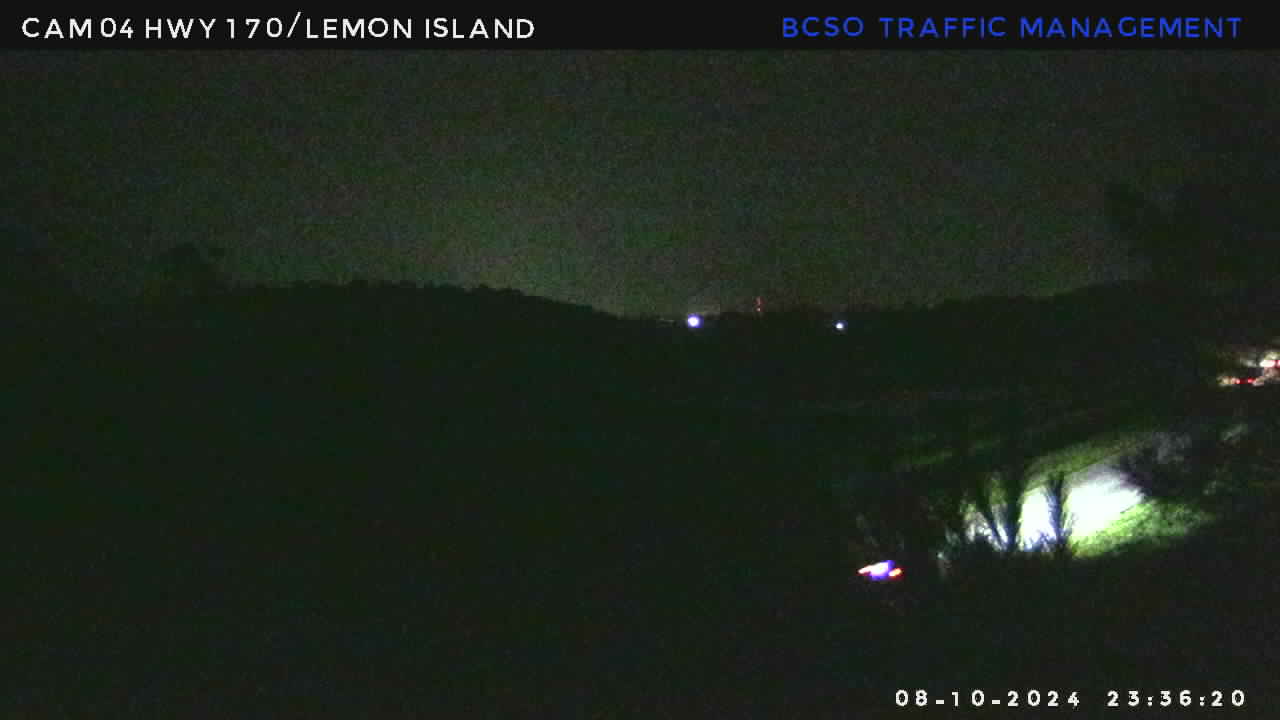 CAM04 HWY 170/LEMON ISLAND
BCSO TRAFFIC MANAGEMENT
08-10-2024 23:36:20